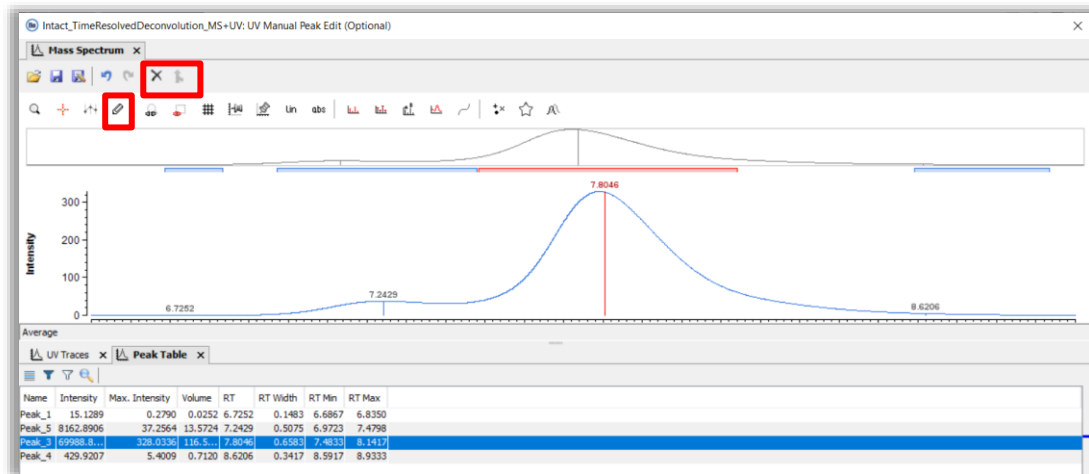 Intact_TimeResolvedDeconvolution_MS+UV: UV Manual Peak Edit (Optional)
Mass Spectrum
Lin abs
7.8046
300
200
100
0
Intensity
6.7252
7.2429
8.6206
Average
UV Traces Peak Table
Name Intensity Max. Intensity Volume RT RT Width RT Min RT Max
Peak_1 15.1289 0.2790 0.0252 6.7252 0.1483 6.6867 6.8350
Peak_5 8162.8906 37.2564 13.5724 7.2429 0.5075 6.9723 7.4798
Peak_3 69988.8... 328.0336 116.5... 7.8046 0.6583 7.4833 8.1417
Peak_4 429.9207 5.4009 0.7120 8.6206 0.3417 8.5917 8.9333